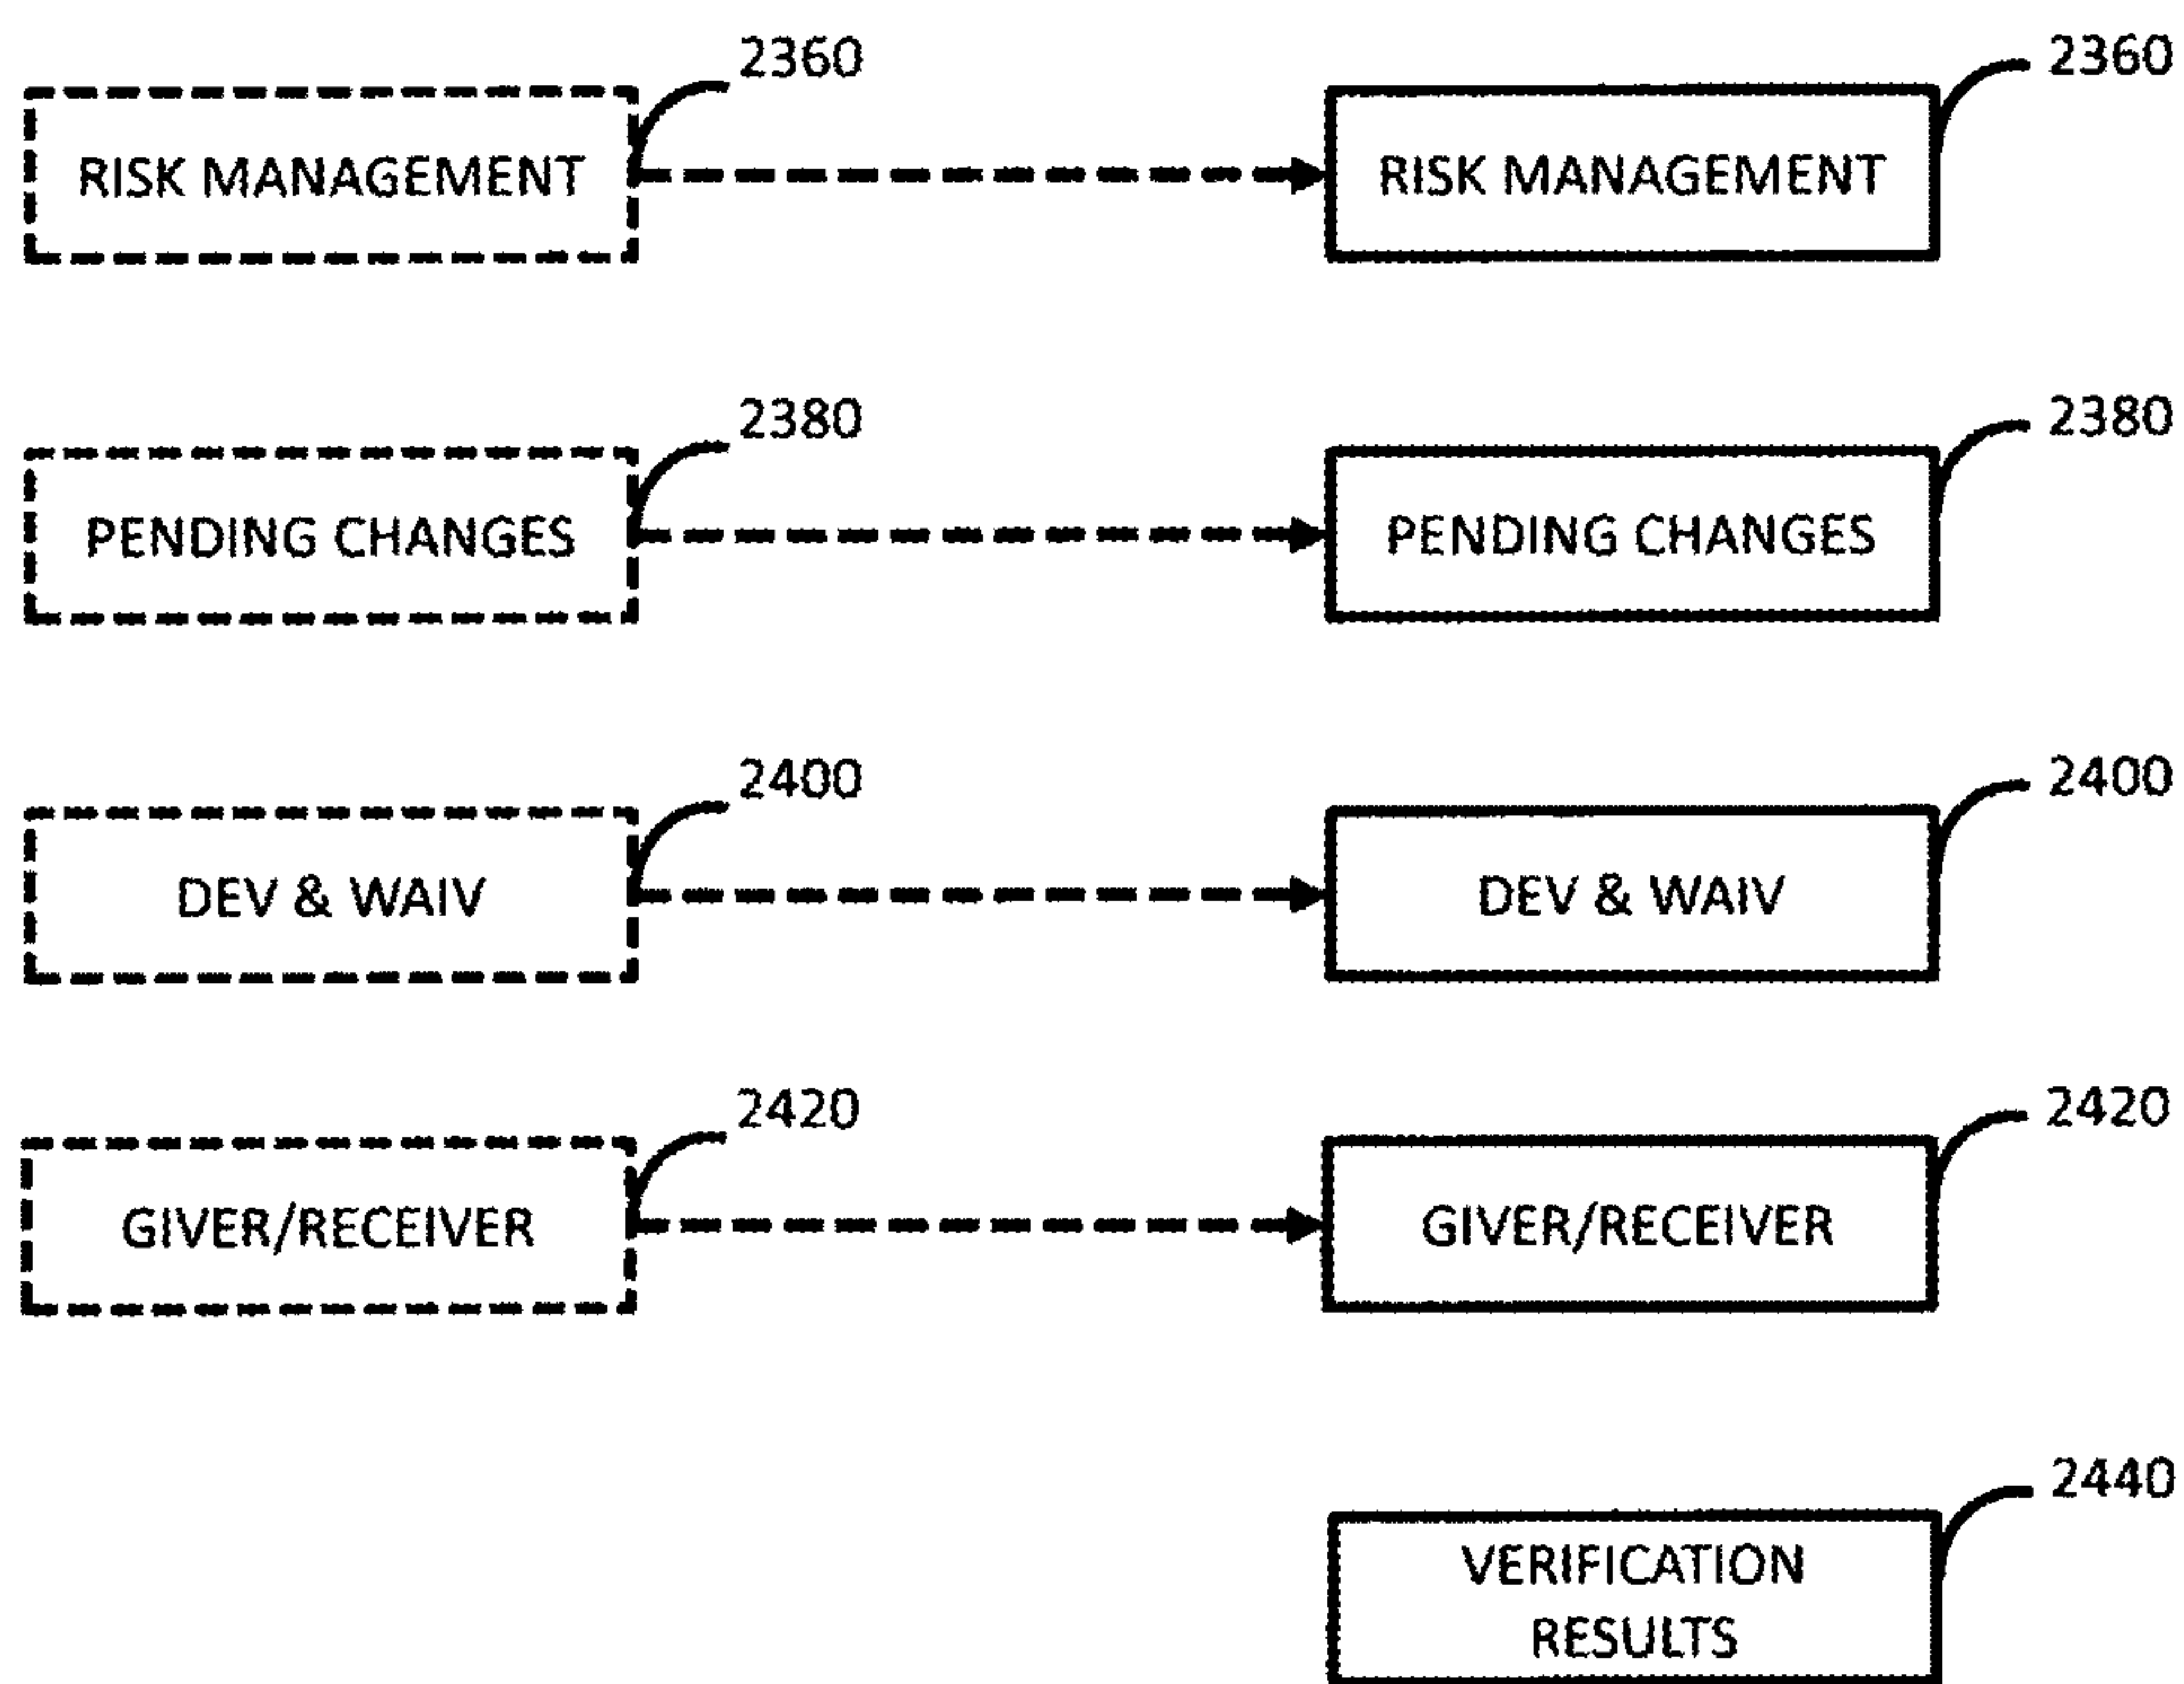 2360
2360
RISK MANAGEMENT
RISK MANAGEMENT
2380
2380
PENDING CHANGES
PENDING CHANGES
2400
2400
DEV & WAIV
DEV & WAIV
2420
2420
GIVER/RECEIVER
GIVER/RECEIVER
2440
VERIFICATION
RESULTS